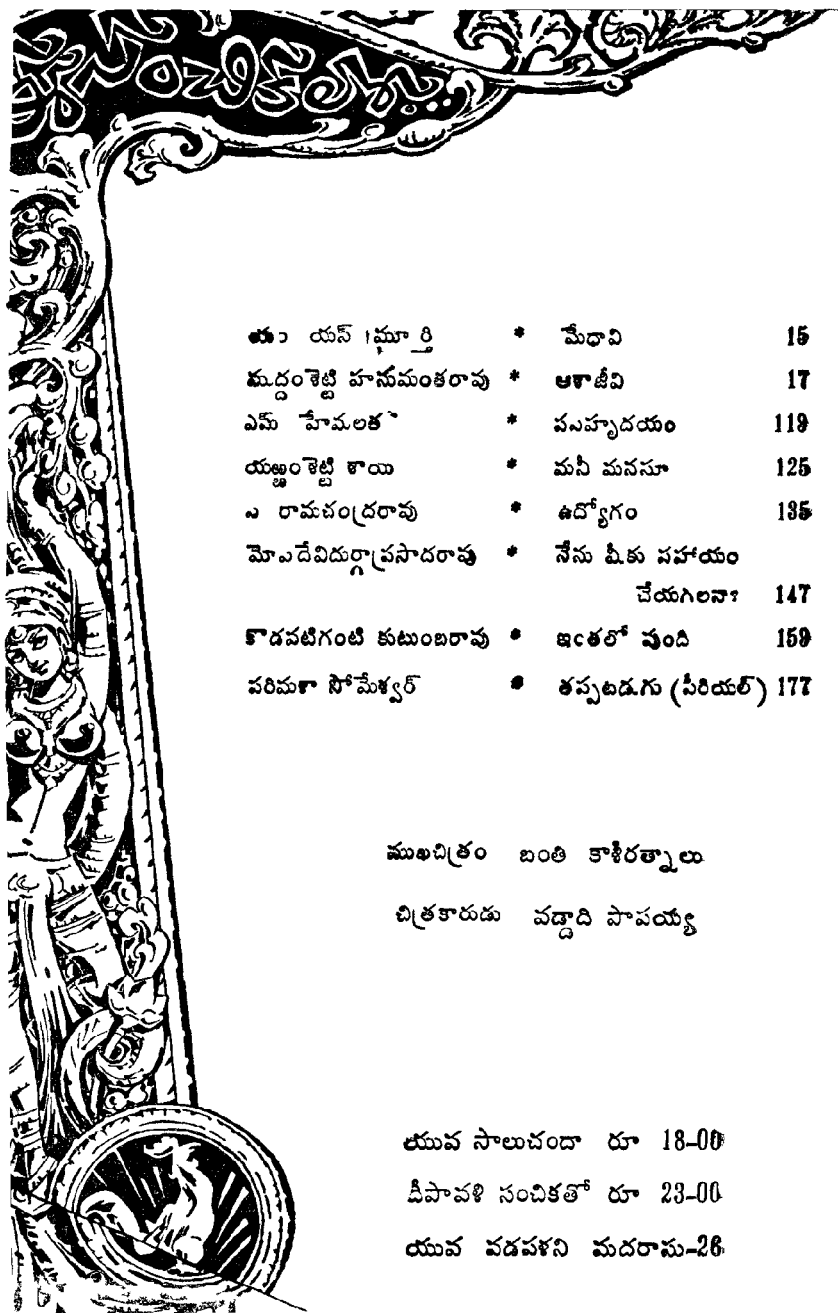 సంచికలో...
యస్ మూర్తి * మేధావి 15
ముద్దంశెట్టి హనుమంతరావు * ఆశాజీవి 17
ఎమ్ హేమలత * పసిహృదయం 119
యఱ్ఱంశెట్టి శాయి * మనీ మనసూ 125
ఎ రామచంద్రరావు * ఉద్యోగం 135
దుర్గాప్రసాదరావు * నేను మీకు సహాయం
చేయగలనా? 147
కొడవటిగంటి కుటుంబరావు * ఇంతలో వుంది 159
పరిమళా సోమేశ్వర్ * తప్పటడుగు (సీరియల్) 177
ముఖచిత్రం బంతి కాశీరత్నాలు
చిత్రకారుడు వడ్డాది పాపయ్య
యువ సాలుచందా రూ 18-00
దీపావళి సంచికతో రూ 23-00
యువ వడపళని మదరాసు-26